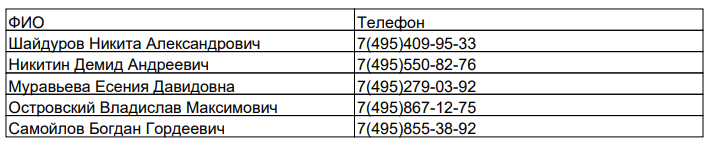 ФИО Телефон
Шайдуров Никита Александрович 7(495)409-95-33
Никитин Демид Андреевич 7(495)550-82-76
Муравьева Есения Давидовна 7(495)279-03-92
Островский Владислав Максимович 7(495)867-12-75
Самойлов Богдан Гордеевич 7(495)855-38-92